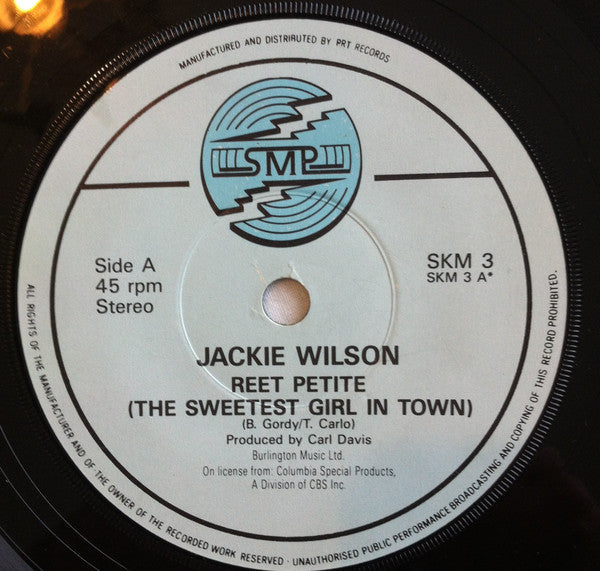 MANUFACTURED AND DISTRIBUTED BY PRT RECORDS
SMP
Side A
45 rpm
Stereo
SKM 3
SKM 3 A*
JACKIE WILSON
REET PETITE
(THE SWEETEST GIRL IN TOWN)
(B. Gordy/T. Carlo)
Produced by Carl Davis
Burlington Music Ltd.
On license from: Columbia Special Products,
A Division of CBS Inc.
ALL RIGHTS OF THE MANUFACTURER AND OF THE OWNER OF THE RECORDED WORK RESERVED · UNAUTHORISED PUBLIC PERFORMANCE BROADCASTING AND COPYING OF THIS RECORD PROHIBITED.